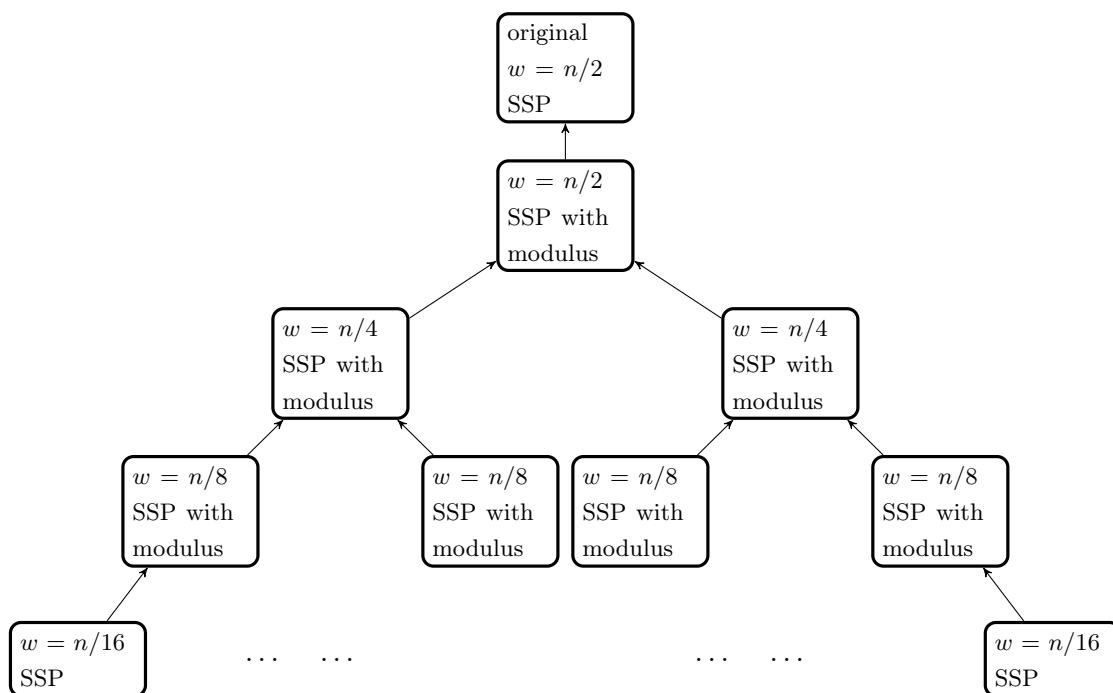 original
w = n/2
SSP
w = n/2
SSP with
modulus
w = n/4
SSP with
modulus
w = n/4
SSP with
modulus
w = n/8
SSP with
modulus
w = n/8
SSP with
modulus
w = n/8
SSP with
modulus
w = n/8
SSP with
modulus
w = n/16
SSP
... ...
... ...
w = n/16
SSP